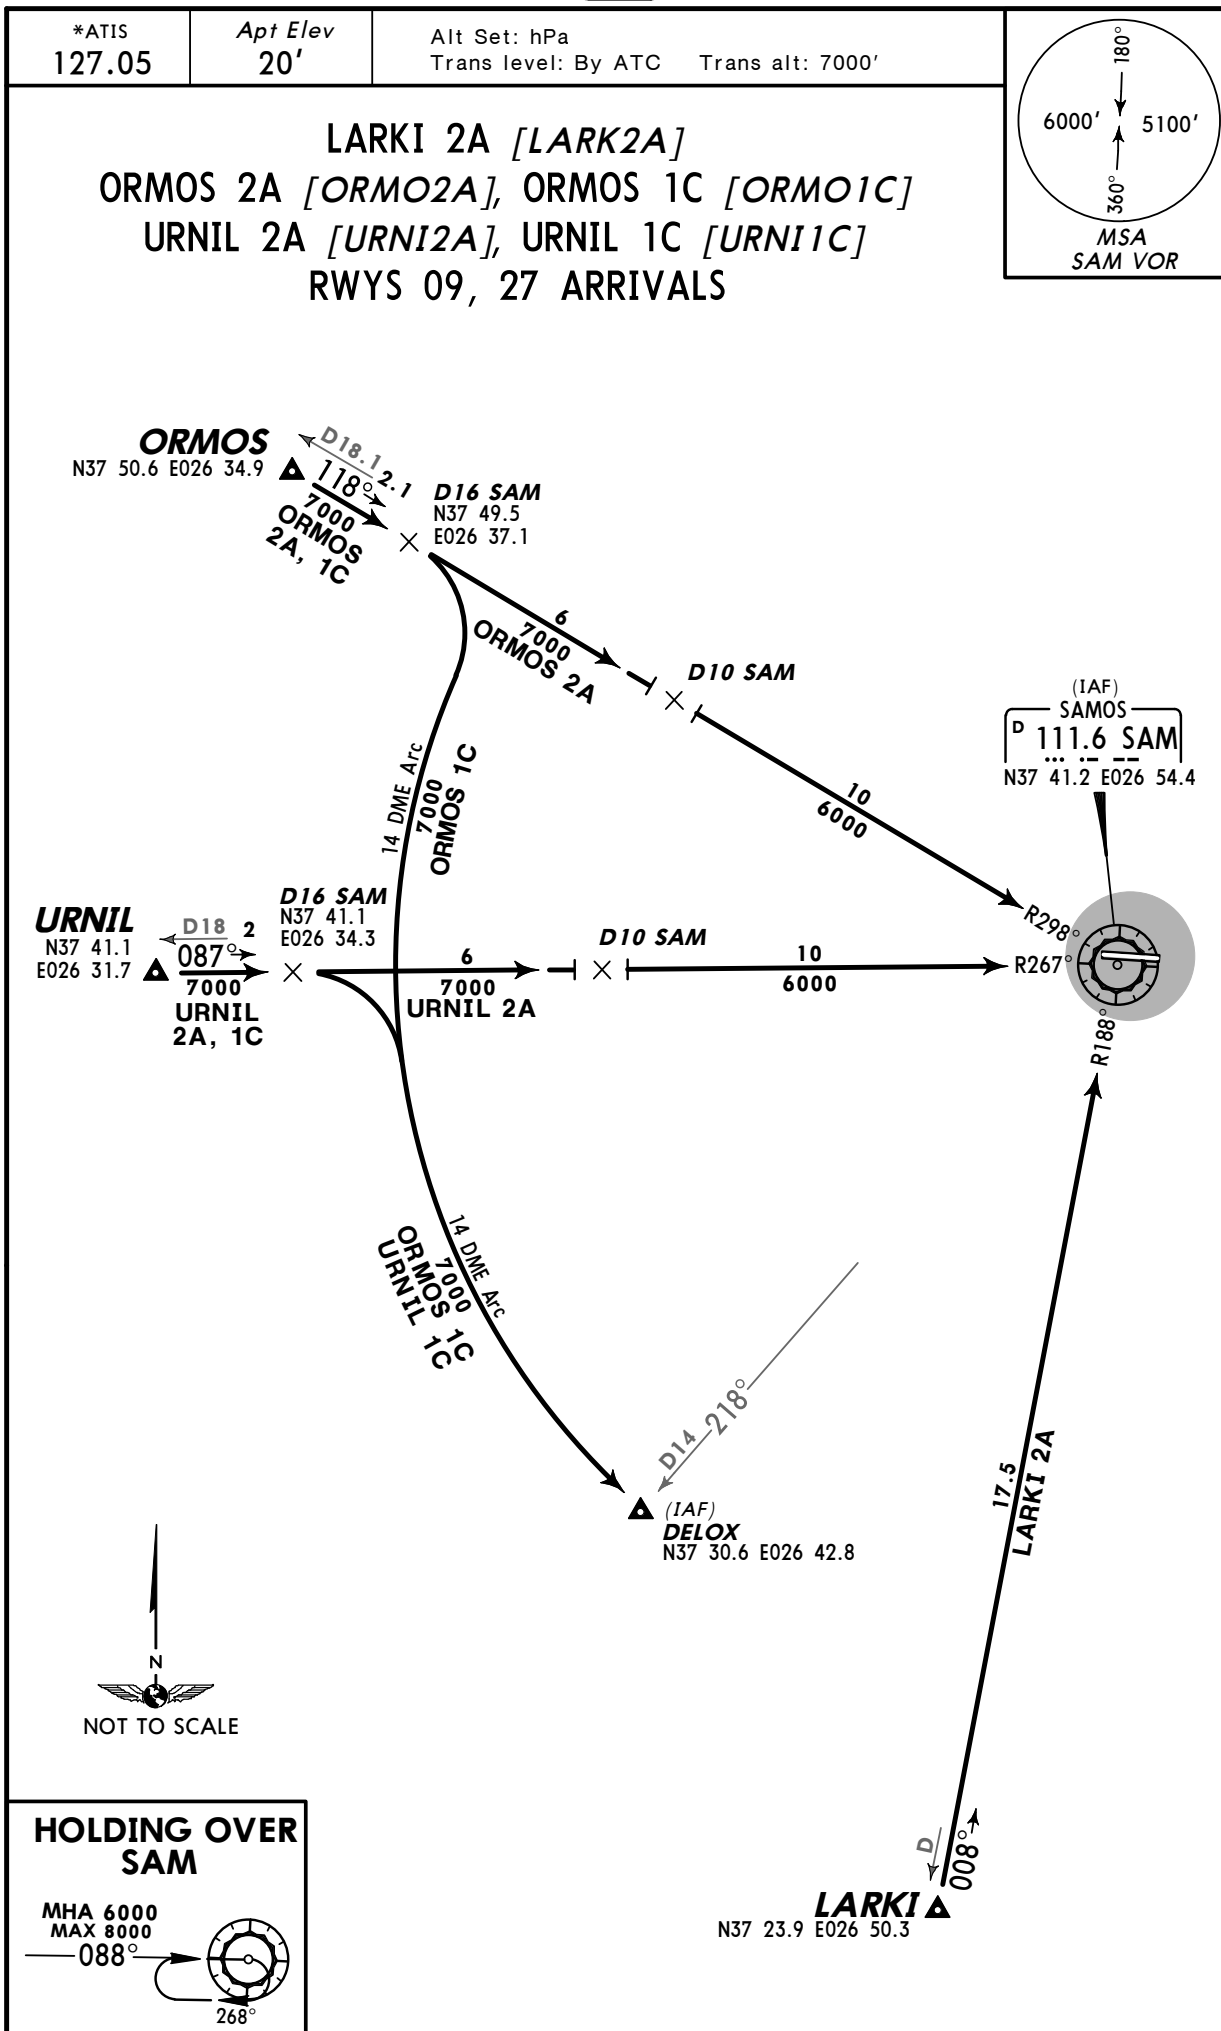 *ATIS
127.05
Apt Elev
20'
Alt Set: hPa
Trans level: By ATC Trans alt: 7000'
180°
6000' 5100'
360°
MSA
SAM VOR
LARKI 2A [LARK2A]
ORMOS 2A [ORMO2A], ORMOS 1C [ORMO1C]
URNIL 2A [URNI2A], URNIL 1C [URNI1C]
RWYS 09, 27 ARRIVALS
ORMOS
N37 50.6 E026 34.9
D18.1
118°
2.1
7000
ORMOS
2A, 1C
D16 SAM
N37 49.5
E026 37.1
6
7000
ORMOS 2A
D10 SAM
10
6000
(IAF)
SAMOS
D 111.6 SAM
N37 41.2 E026 54.4
14 DME Arc
7000
ORMOS 1C
URNIL
N37 41.1
E026 31.7
D18 2
087°
7000
URNIL
2A, 1C
D16 SAM
N37 41.1
E026 34.3
6
7000
URNIL 2A
D10 SAM
10
6000
R298°
R267°
R188°
14 DME Arc
7000
ORMOS 1C
URNIL 1C
D14 218°
(IAF)
DELOX
N37 30.6 E026 42.8
17.5
LARKI 2A
D
008°
LARKI
N37 23.9 E026 50.3
N
NOT TO SCALE
HOLDING OVER
SAM
MHA 6000
MAX 8000
088°
268°